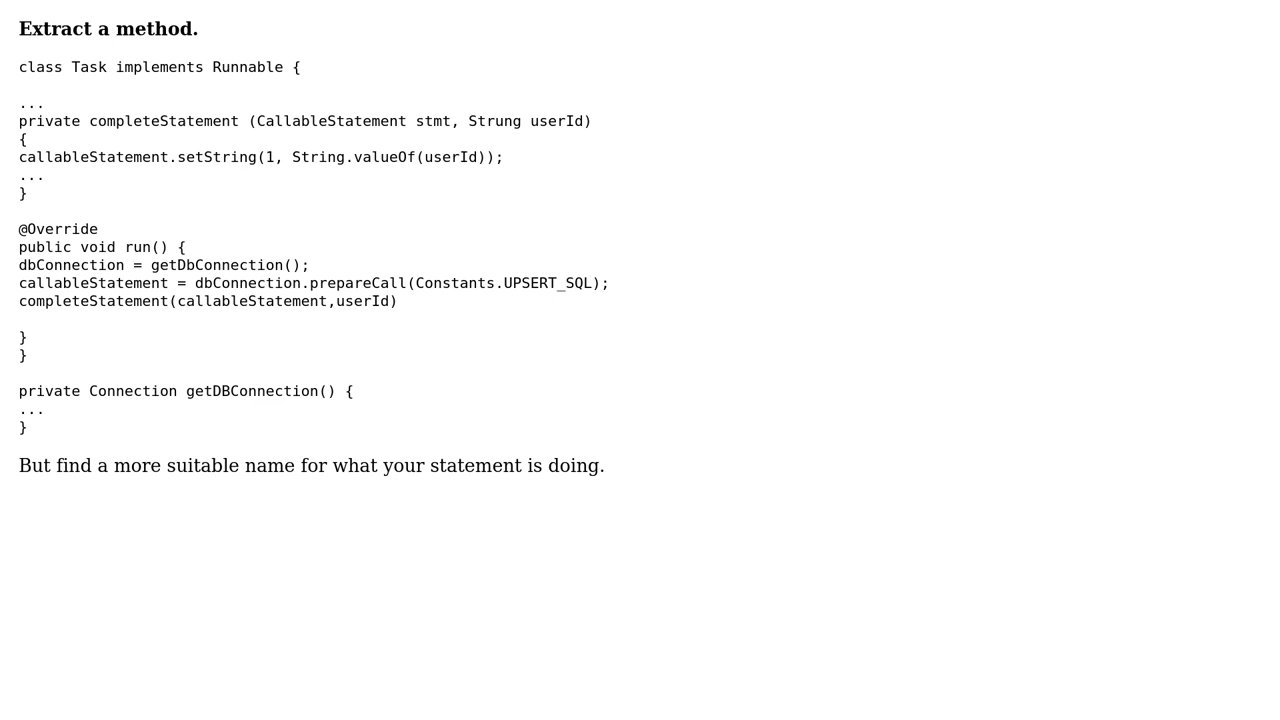 Extract a method.
class Task implements Runnable {
...
private completeStatement (CallableStatement stmt, Strung userId)
{
callableStatement.setString(1, String.valueOf(userId));
...
}
@Override
public void run() {
dbConnection = getDbConnection();
callableStatement = dbConnection.prepareCall(Constants.UPSERT_SQL);
completeStatement(callableStatement,userId)
}
}
private Connection getDBConnection() {
...
}
But find a more suitable name for what your statement is doing.